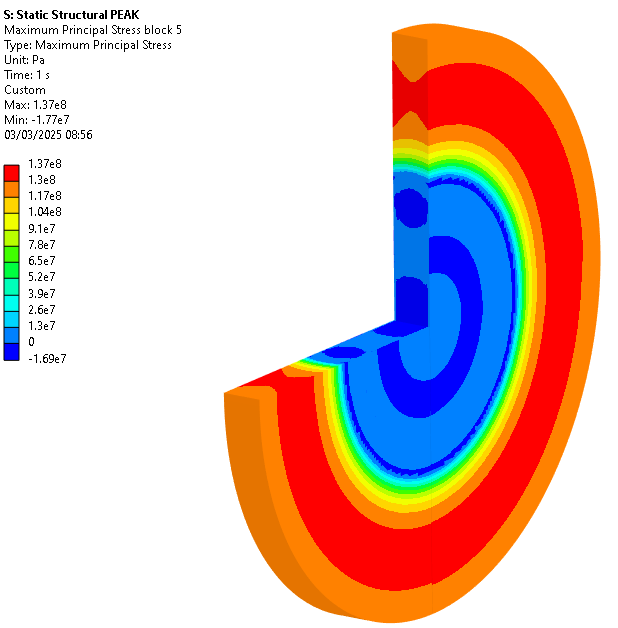 S: Static Structural PEAK
Maximum Principal Stress block 5
Type: Maximum Principal Stress
Unit: Pa
Time: 1 s
Custom
Max: 1.37e8
Min: -1.77e7
03/03/2025 08:56
1.37e8
1.3e8
1.17e8
1.04e8
9.1e7
7.8e7
6.5e7
5.2e7
3.9e7
2.6e7
1.3e7
0
-1.69e7